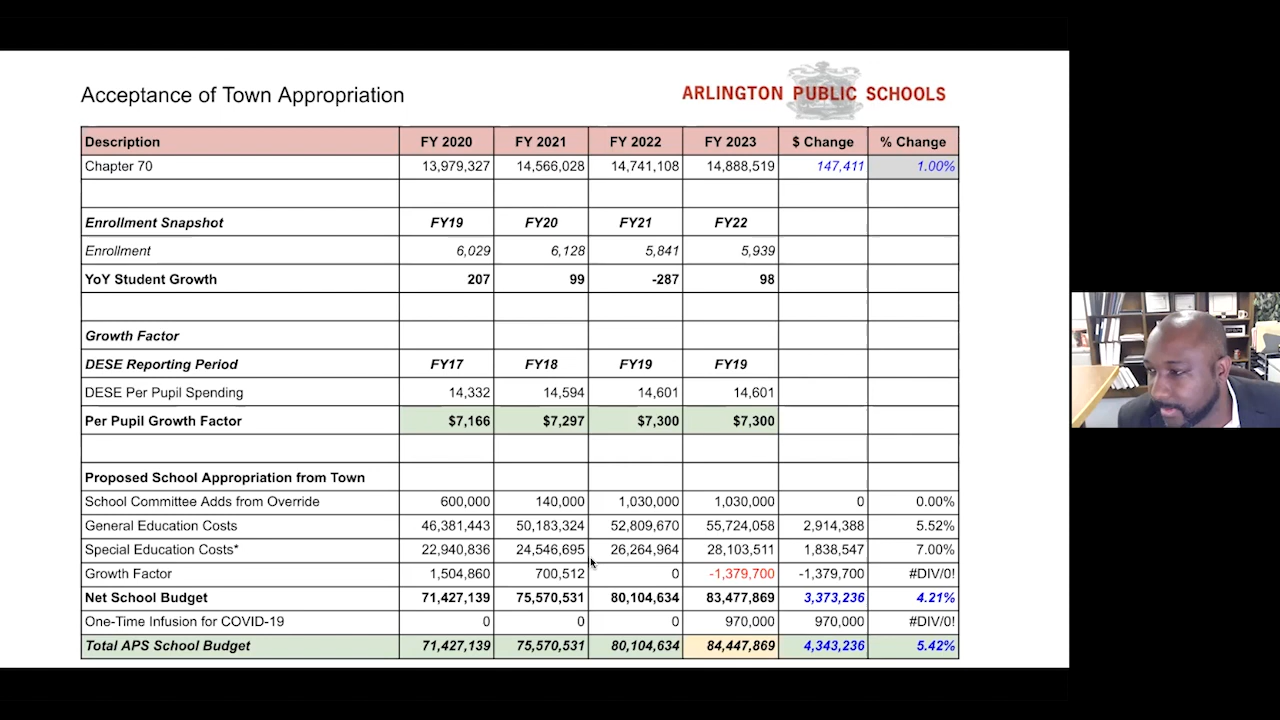 Acceptance of Town Appropriation
ARLINGTON PUBLIC SCHOOLS
Description FY 2020 FY 2021 FY 2022 FY 2023 $ Change % Change
Chapter 70 13,979,327 14,566,028 14,741,108 14,888,519 147,411 1.00%
Enrollment Snapshot FY19 FY20 FY21 FY22
Enrollment 6,029 6,128 5,841 5,939
YoY Student Growth 207 99 -287 98
Growth Factor
DESE Reporting Period FY17 FY18 FY19 FY19
DESE Per Pupil Spending 14,332 14,594 14,601 14,601
Per Pupil Growth Factor $7,166 $7,297 $7,300 $7,300
Proposed School Appropriation from Town
School Committee Adds from Override 600,000 140,000 1,030,000 1,030,000 0 0.00%
General Education Costs 46,381,443 50,183,324 52,809,670 55,724,058 2,914,388 5.52%
Special Education Costs* 22,940,836 24,546,695 26,264,964 28,103,511 1,838,547 7.00%
Growth Factor 1,504,860 700,512 0 -1,379,700 -1,379,700 #DIV/0!
Net School Budget 71,427,139 75,570,531 80,104,634 83,477,869 3,373,236 4.21%
One-Time Infusion for COVID-19 0 0 0 970,000 970,000 #DIV/0!
Total APS School Budget 71,427,139 75,570,531 80,104,634 84,447,869 4,343,236 5.42%